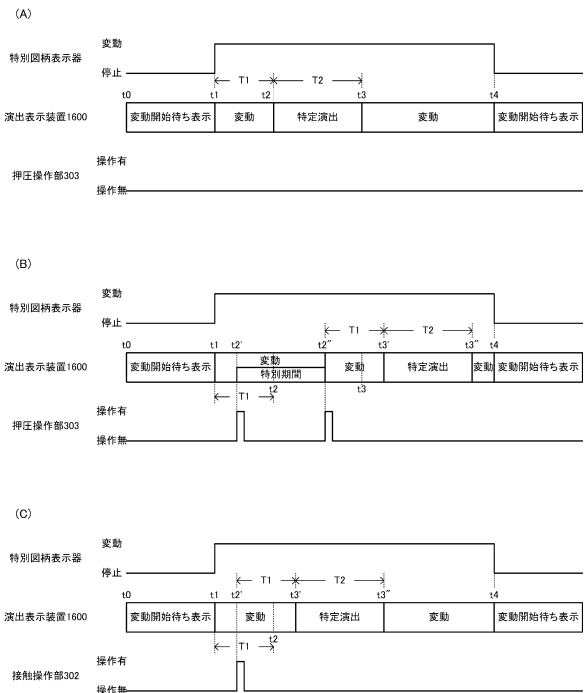 (A)
変動
特別図柄表示器
停止
T1 T2
t0 t1 t2 t3 t4
演出表示装置1600 変動開始待ち表示 変動 特定演出 変動 変動開始待ち表示
操作有
押圧操作部303
操作無
(B)
変動
特別図柄表示器
停止
T1 T2
t0 t1 t2' t2'' t3' t3'' t4
演出表示装置1600 変動開始待ち表示 変動 特別期間 変動 特定演出 変動 変動開始待ち表示
t2 t3
T1
操作有
押圧操作部303
操作無
(C)
変動
特別図柄表示器
停止
T1 T2
t0 t1 t2' t3' t3'' t4
演出表示装置1600 変動開始待ち表示 変動 特定演出 変動 変動開始待ち表示
t2
T1
操作有
接触操作部302
操作無